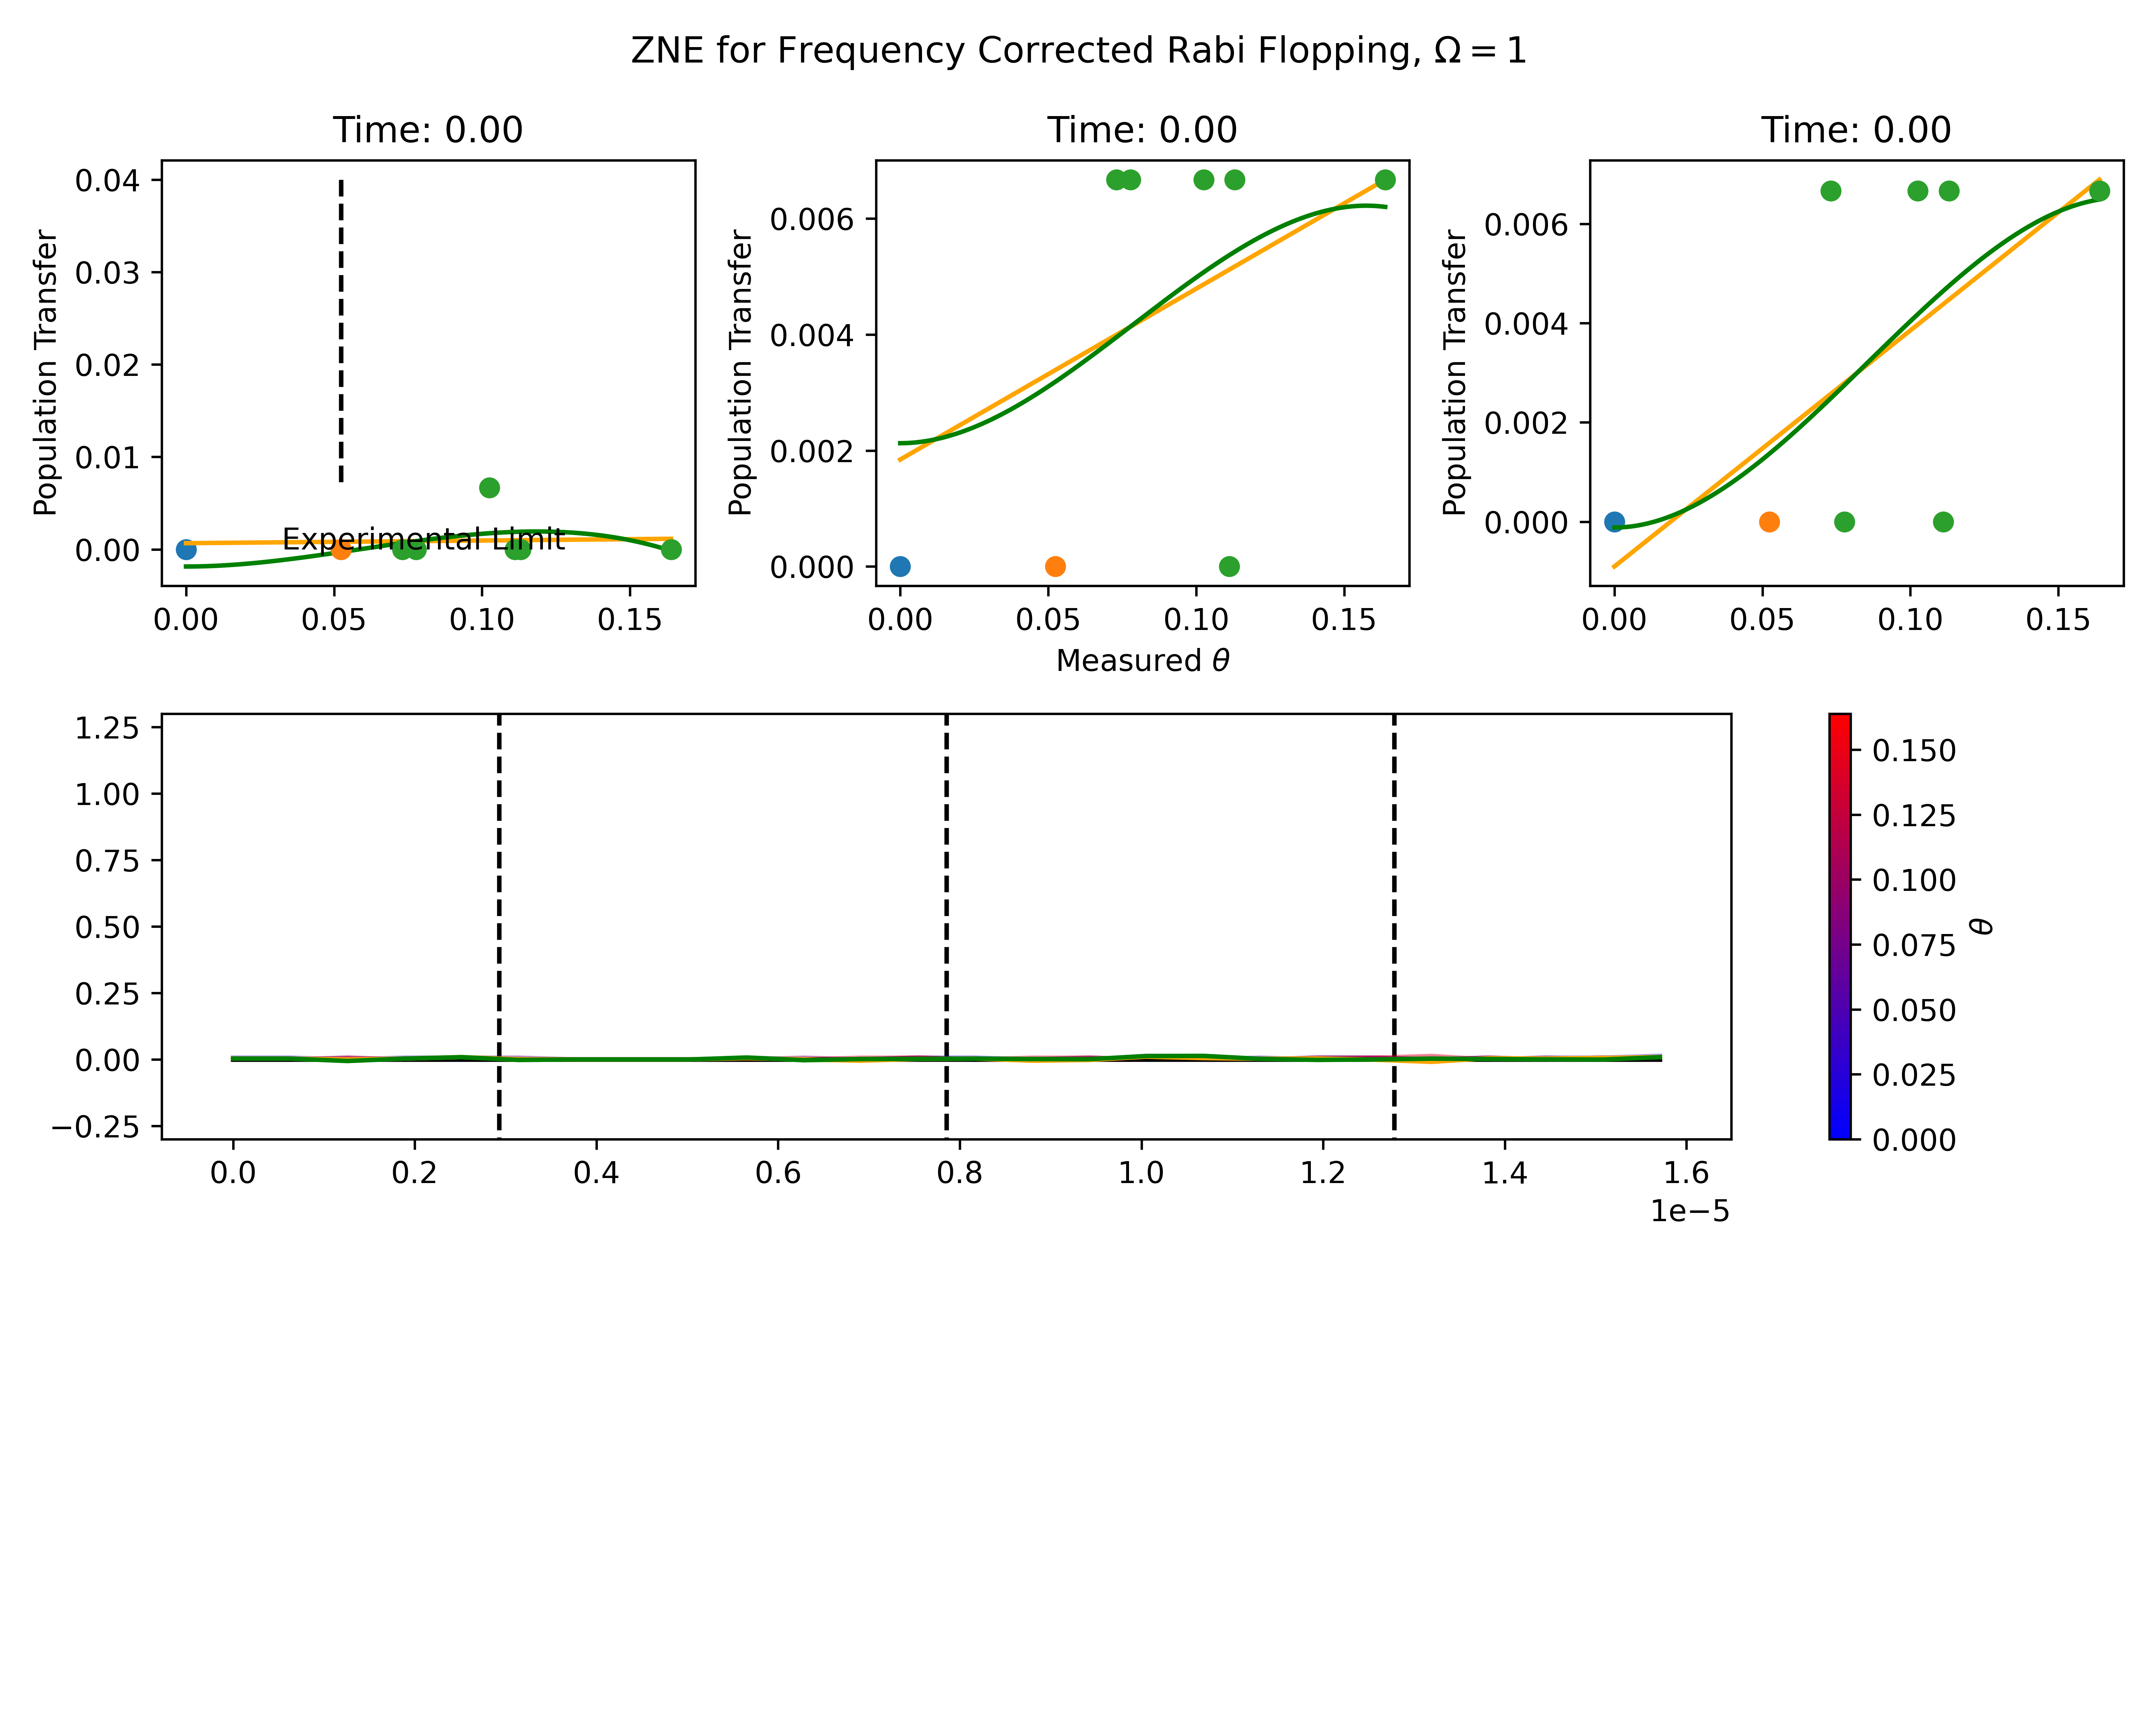 ZNE for Frequency Corrected Rabi Flopping, Ω = 1
Time: 0.00
Time: 0.00
Time: 0.00
Population Transfer
0.04
0.03
0.02
0.01
0.00
Experimental Limit
0.00 0.05 0.10 0.15
Population Transfer
0.006
0.004
0.002
0.000
0.00 0.05 0.10 0.15
Measured θ
Population Transfer
0.006
0.004
0.002
0.000
0.00 0.05 0.10 0.15
1.25
1.00
0.75
0.50
0.25
0.00
−0.25
0.0 0.2 0.4 0.6 0.8 1.0 1.2 1.4 1.6
1e−5
0.150
0.125
0.100
0.075
0.050
0.025
0.000
θ